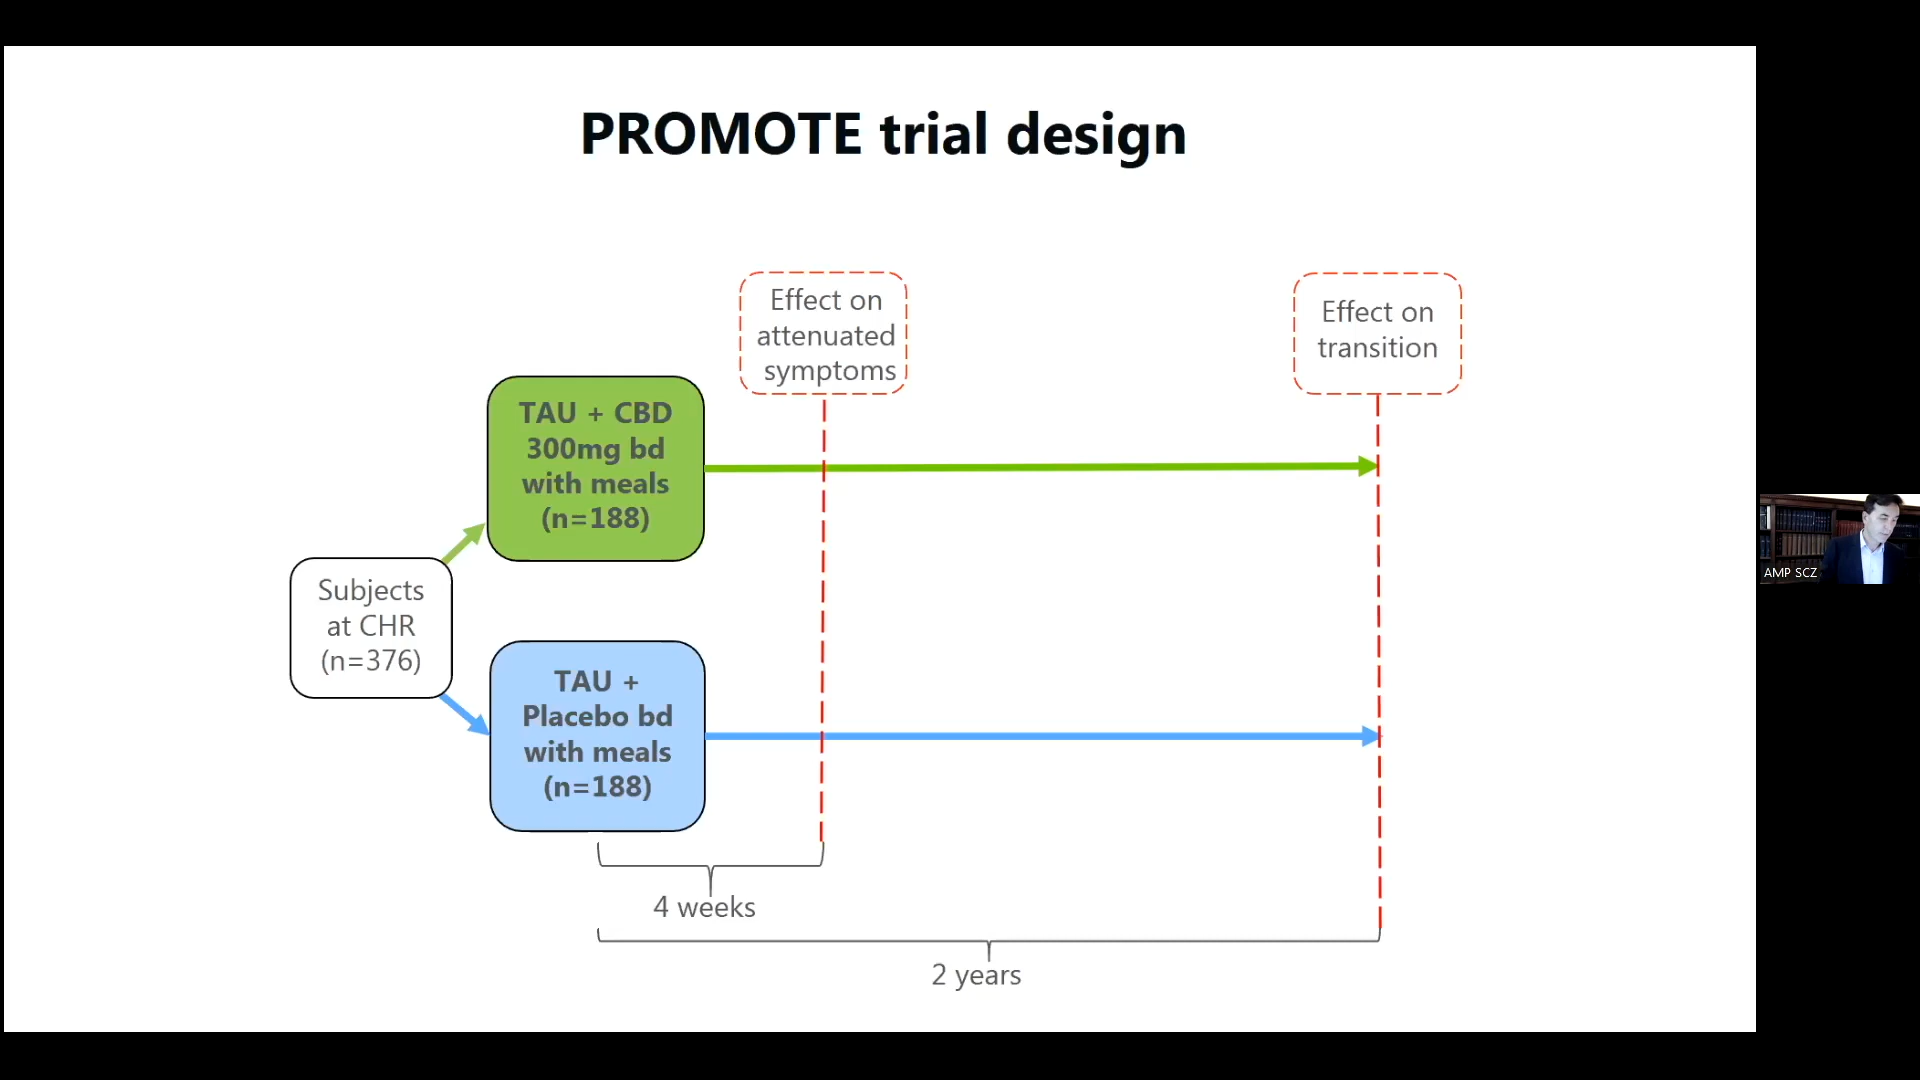 PROMOTE trial design
Effect on
attenuated
symptoms
Effect on
transition
TAU + CBD
300mg bd
with meals
(n=188)
Subjects
at CHR
(n=376)
TAU +
Placebo bd
with meals
(n=188)
4 weeks
2 years
AMP SCZ